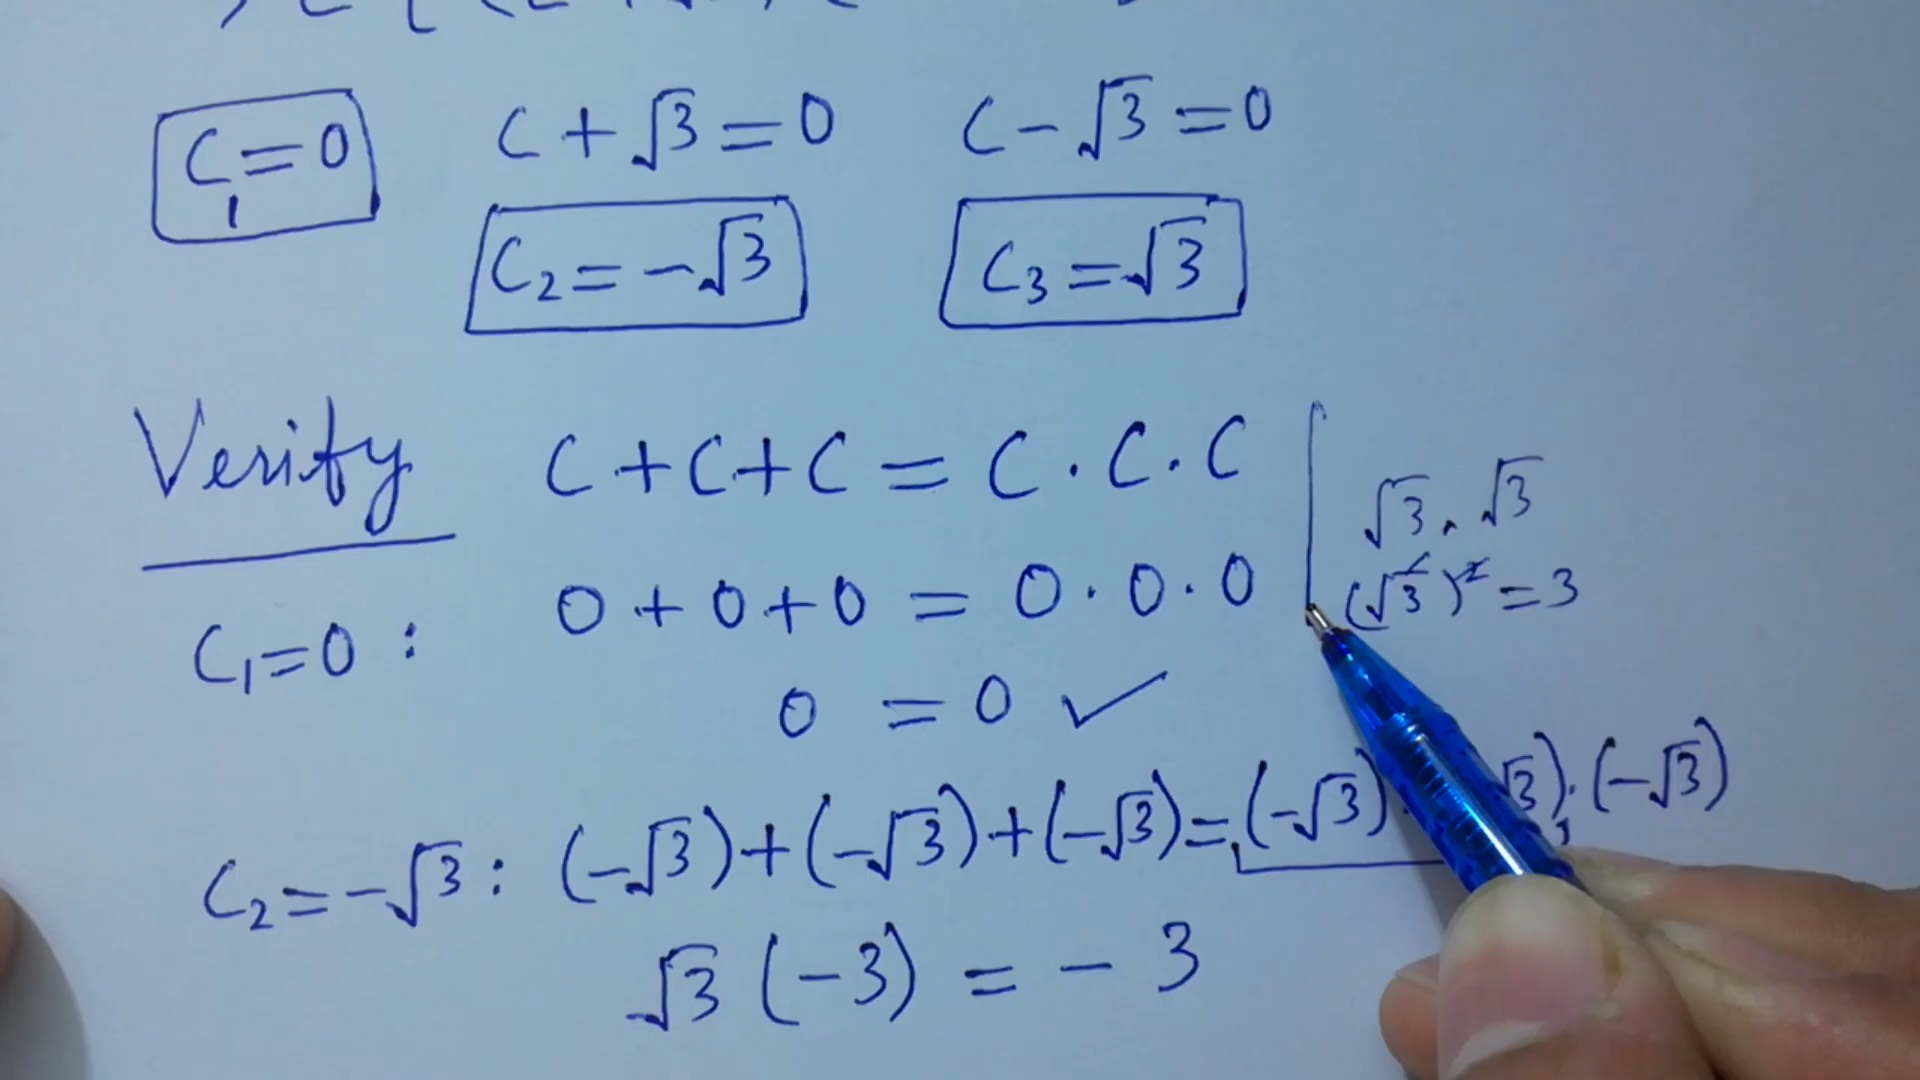 C₁=0 C+√3=0 C-√3=0
C₂=-√3 C₃=√3
Verify C+C+C=C·C·C √3·√3
C₁=0: 0+0+0=0·0·0 (√3)²=3
0=0 ✓
C₂=-√3: (-√3)+(-√3)+(-√3)=(-√3) √3)·(-√3)
√3(-3)=-3